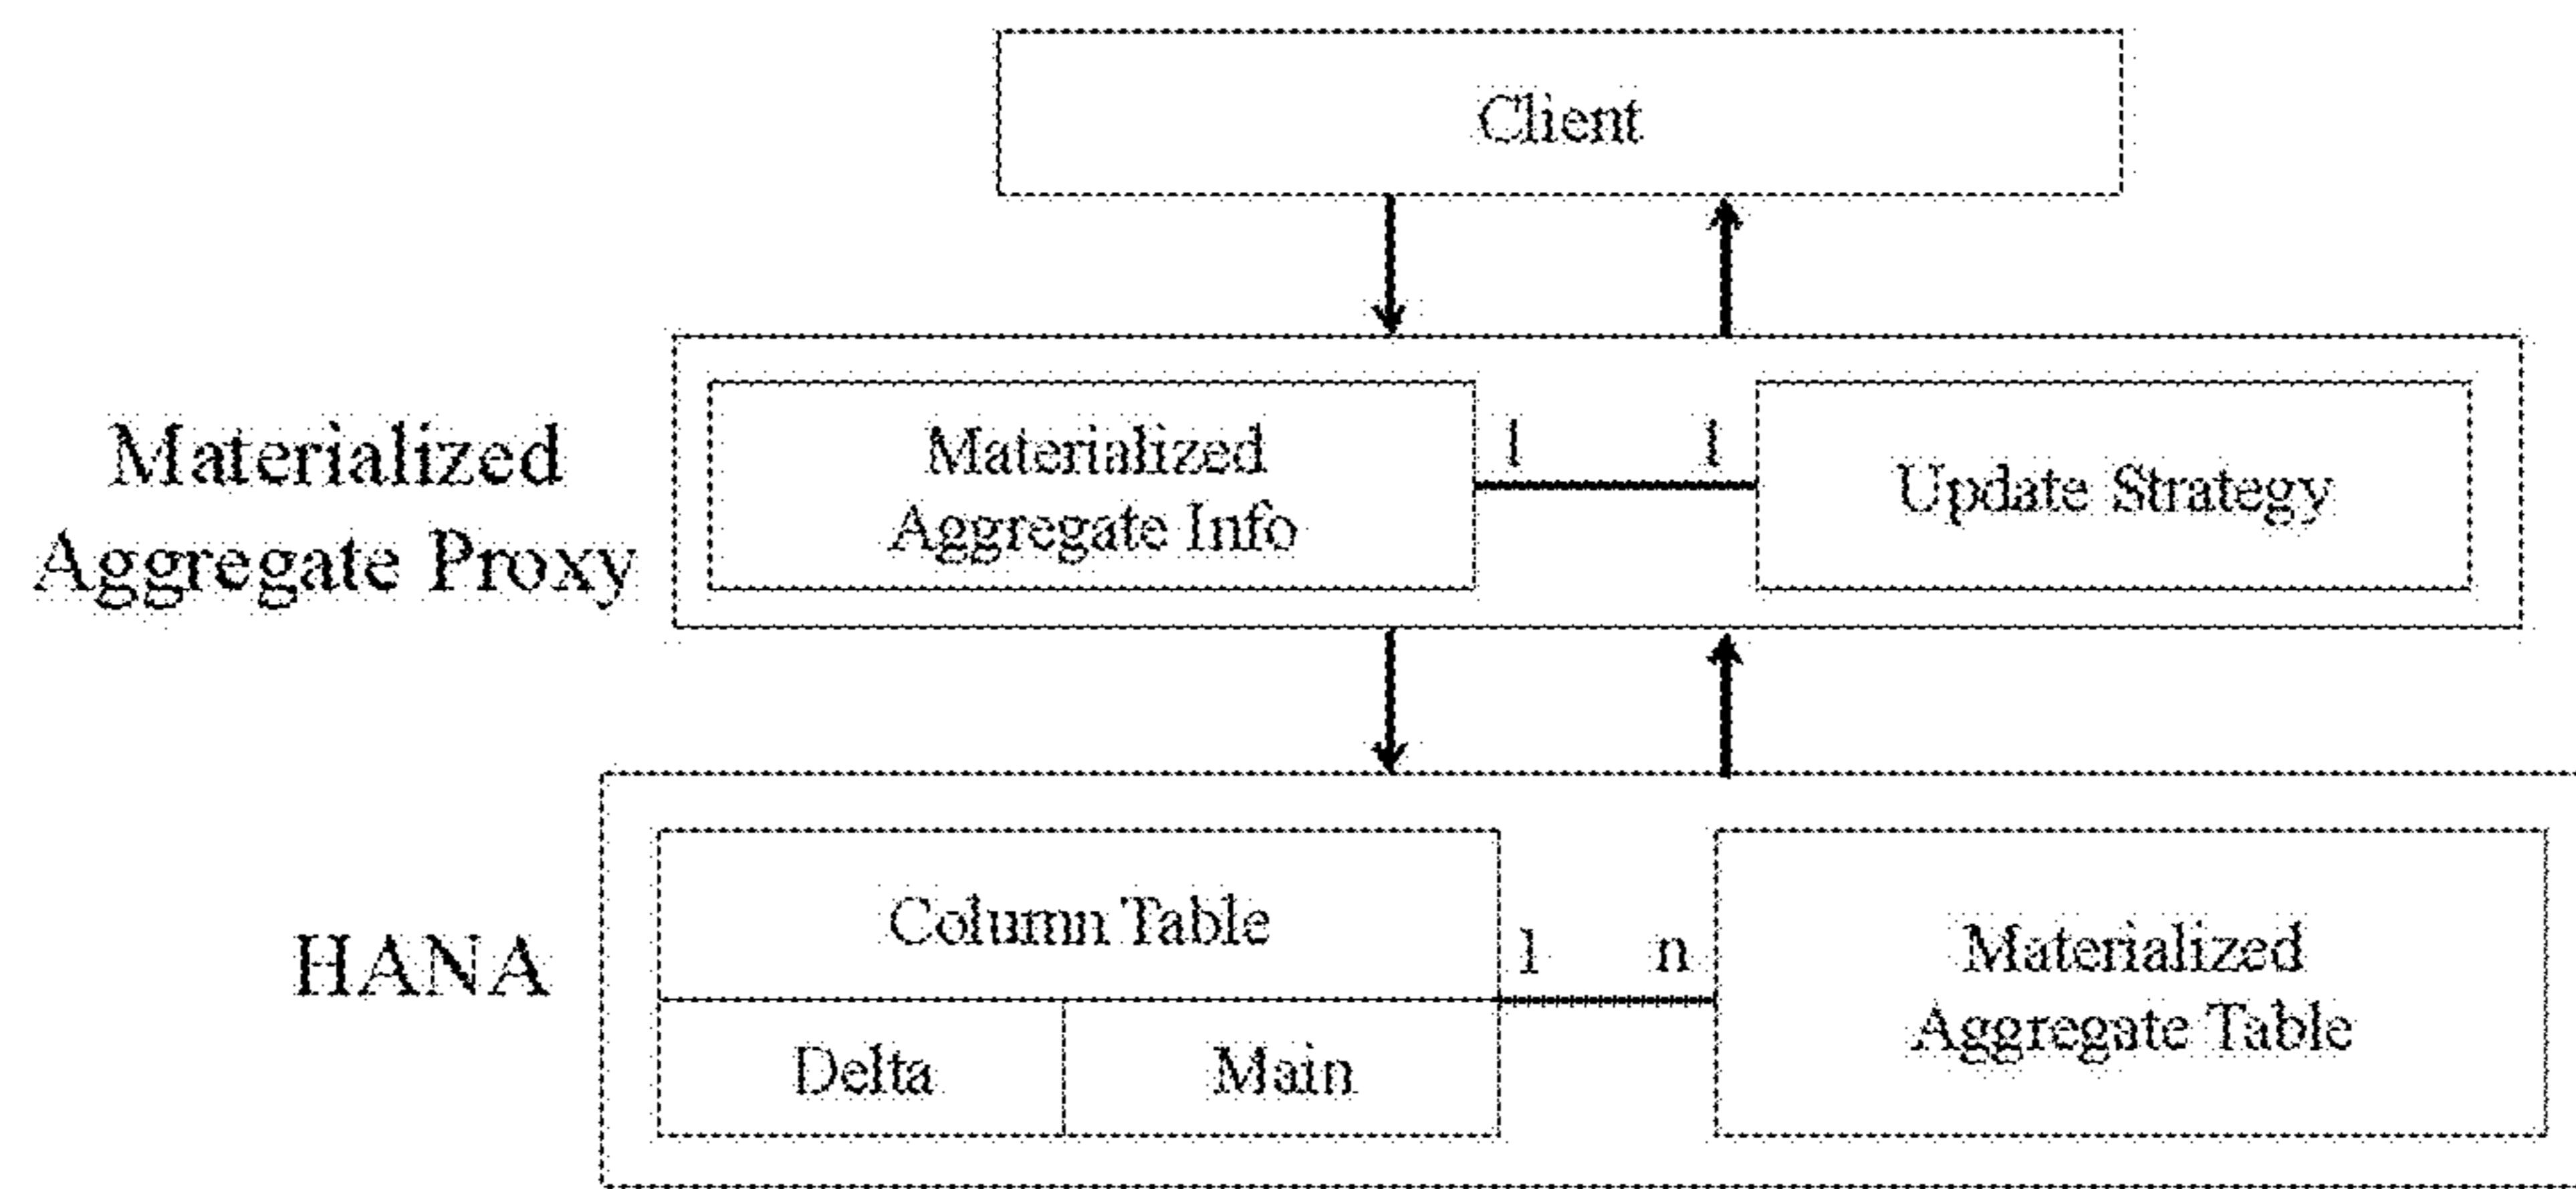 Client
Materialized
Aggregate Proxy
Materialized
Aggregate Info
1
1
Update Strategy
HANA
Column Table
Delta
Main
1
n
Materialized
Aggregate Table